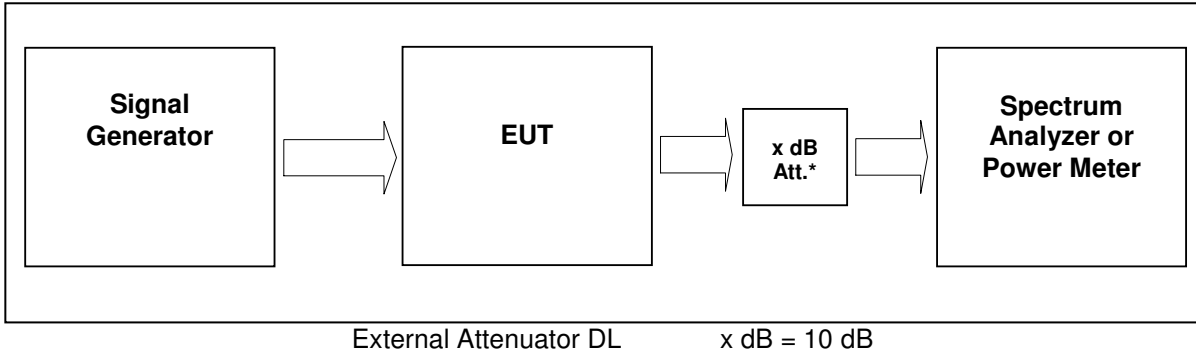 Signal
Generator
EUT
x dB
Att.*
Spectrum
Analyzer or
Power Meter
External Attenuator DL x dB = 10 dB